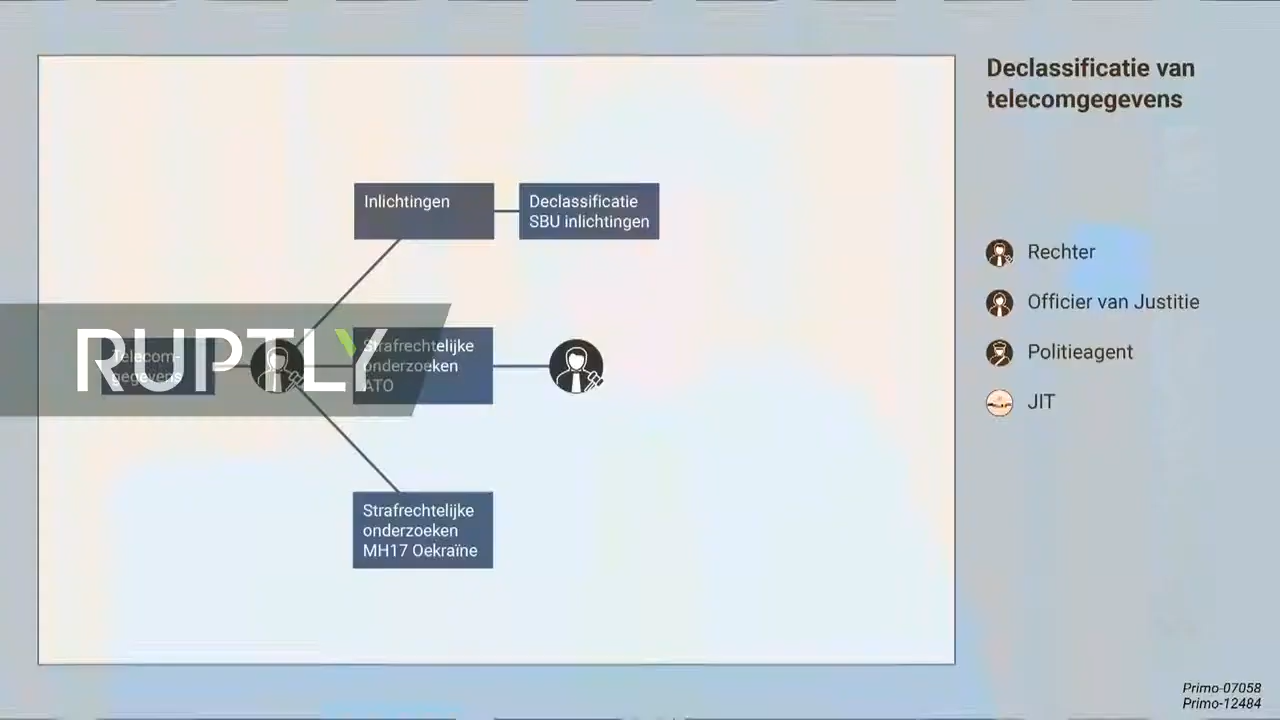 Declassificatie van
telecomgegevens
Inlichtingen
Declassificatie
SBU inlichtingen
RUPTLY
Telecom-
gegevens
Strafrechtelijke
onderzoeken
ATO
Strafrechtelijke
onderzoeken
MH17 Oekraïne
Rechter
Officier van Justitie
Politieagent
JIT
Primo-07058
Primo-12484